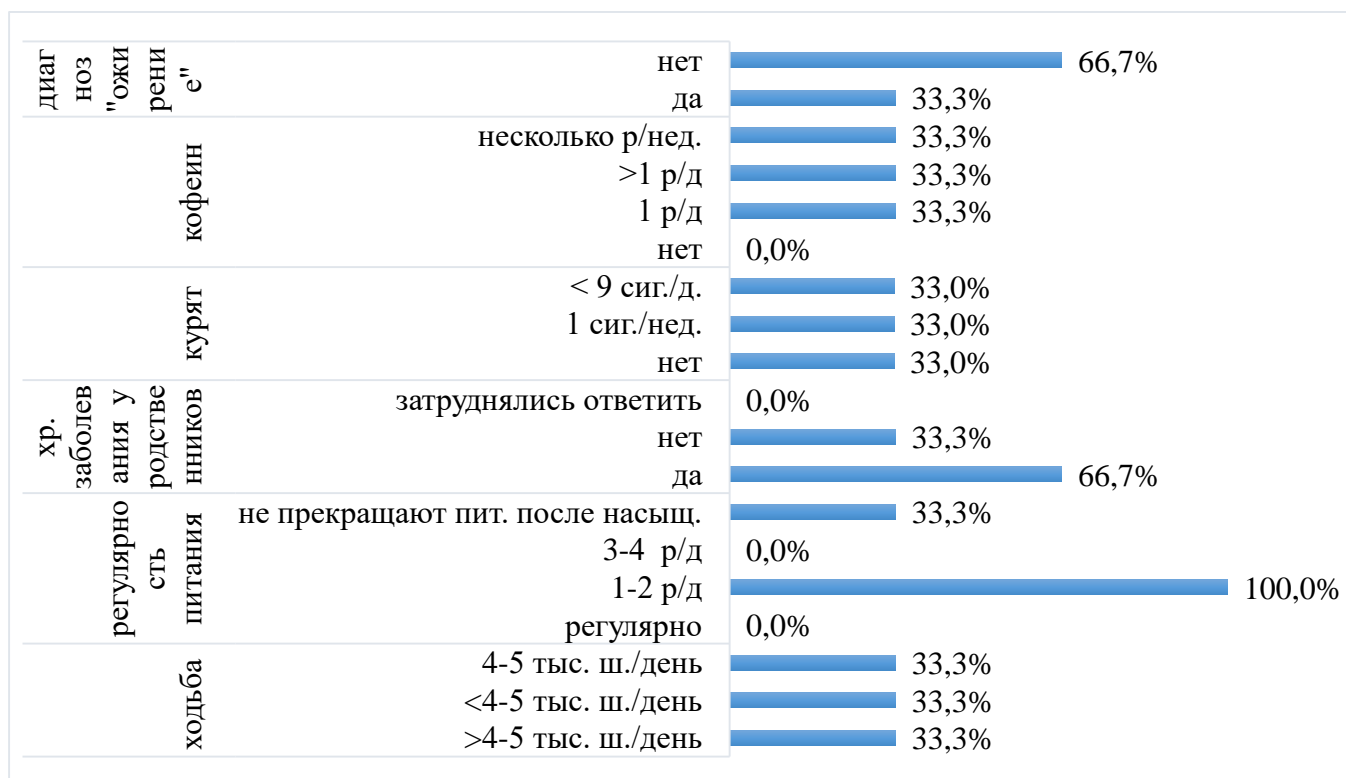 диаг
ноз
"ожи
рени
е"
нет 66,7%
да 33,3%
кофеин
несколько р/нед. 33,3%
>1 р/д 33,3%
1 р/д 33,3%
нет 0,0%
курят
< 9 сиг./д. 33,0%
1 сиг./нед. 33,0%
нет 33,0%
хр.
заболев
ания у
родстве
нников
затруднялись ответить 0,0%
нет 33,3%
да 66,7%
регулярно
сть
питания
не прекращают пит. после насыщ. 33,3%
3-4 р/д 0,0%
1-2 р/д 100,0%
регулярно 0,0%
ходьба
4-5 тыс. ш./день 33,3%
<4-5 тыс. ш./день 33,3%
>4-5 тыс. ш./день 33,3%